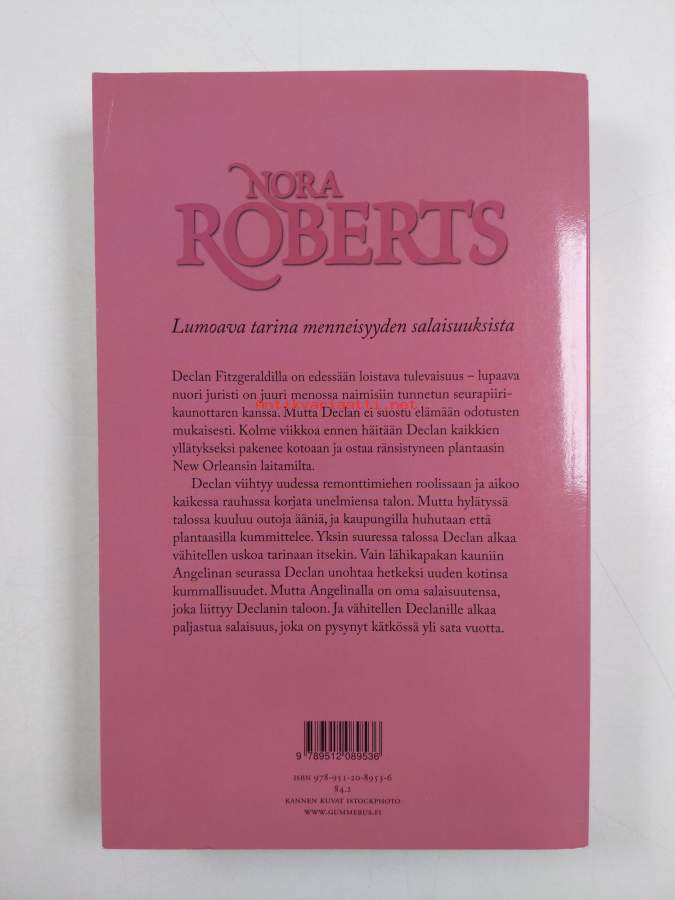 NORA
ROBERTS
Lumoava tarina menneisyyden salaisuuksista
Declan Fitzgeraldilla on edessään loistava tulevaisuus – lupaava
nuori juristi on juuri menossa naimisiin tunnetun seurapiiri-
Antikvariaatti.net
kaunottaren kanssa. Mutta Declan ei suostu elämään odotusten
mukaisesti. Kolme viikkoa ennen häitään Declan kaikkien
yllätykseksi pakenee kotoaan ja ostaa ränsistyneen plantaasin
New Orleansin laitamilta.
Declan viihtyy uudessa remonttimiehen roolissaan ja aikoo
kaikessa rauhassa korjata unelmiensa talon. Mutta hylätyssä
talossa kuuluu outoja ääniä, ja kaupungilla huhutaan että
plantaasilla kummittelee. Yksin suuressa talossa Declan alkaa
vähitellen uskoa tarinaan itsekin. Vain lähikapakan kauniin
Angelinan seurassa Declan unohtaa hetkeksi uuden kotinsa
kummallisuudet. Mutta Angelinalla on oma salaisuutensa,
joka liittyy Declanin taloon. Ja vähitellen Declanille alkaa
paljastua salaisuus, joka on pysynyt kätkössä yli sata vuotta.
9 789512 089536
ISBN 978-951-20-8953-6
84.2
KANNEN KUVAT ISTOCKPHOTO
WWW.GUMMERUS.FI